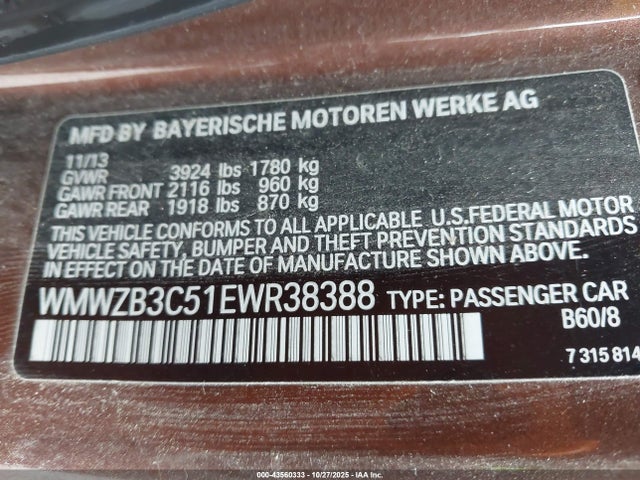 MFD BY BAYERISCHE MOTOREN WERKE AG
11/13
GVWR 3924 lbs 1780 kg
GAWR FRONT 2116 lbs 960 kg
GAWR REAR 1918 lbs 870 kg
THIS VEHICLE CONFORMS TO ALL APPLICABLE U.S.FEDERAL MOTOR
VEHICLE SAFETY, BUMPER AND THEFT PREVENTION STANDARDS
IN EFFECT ON THE DATE OF MANUFACTURE SHOWN ABOVE.
WMWZB3C51EWR38388 TYPE: PASSENGER CAR
B60/8
7 315 814
000-43560333 - 10/27/2025 - IAA Inc.